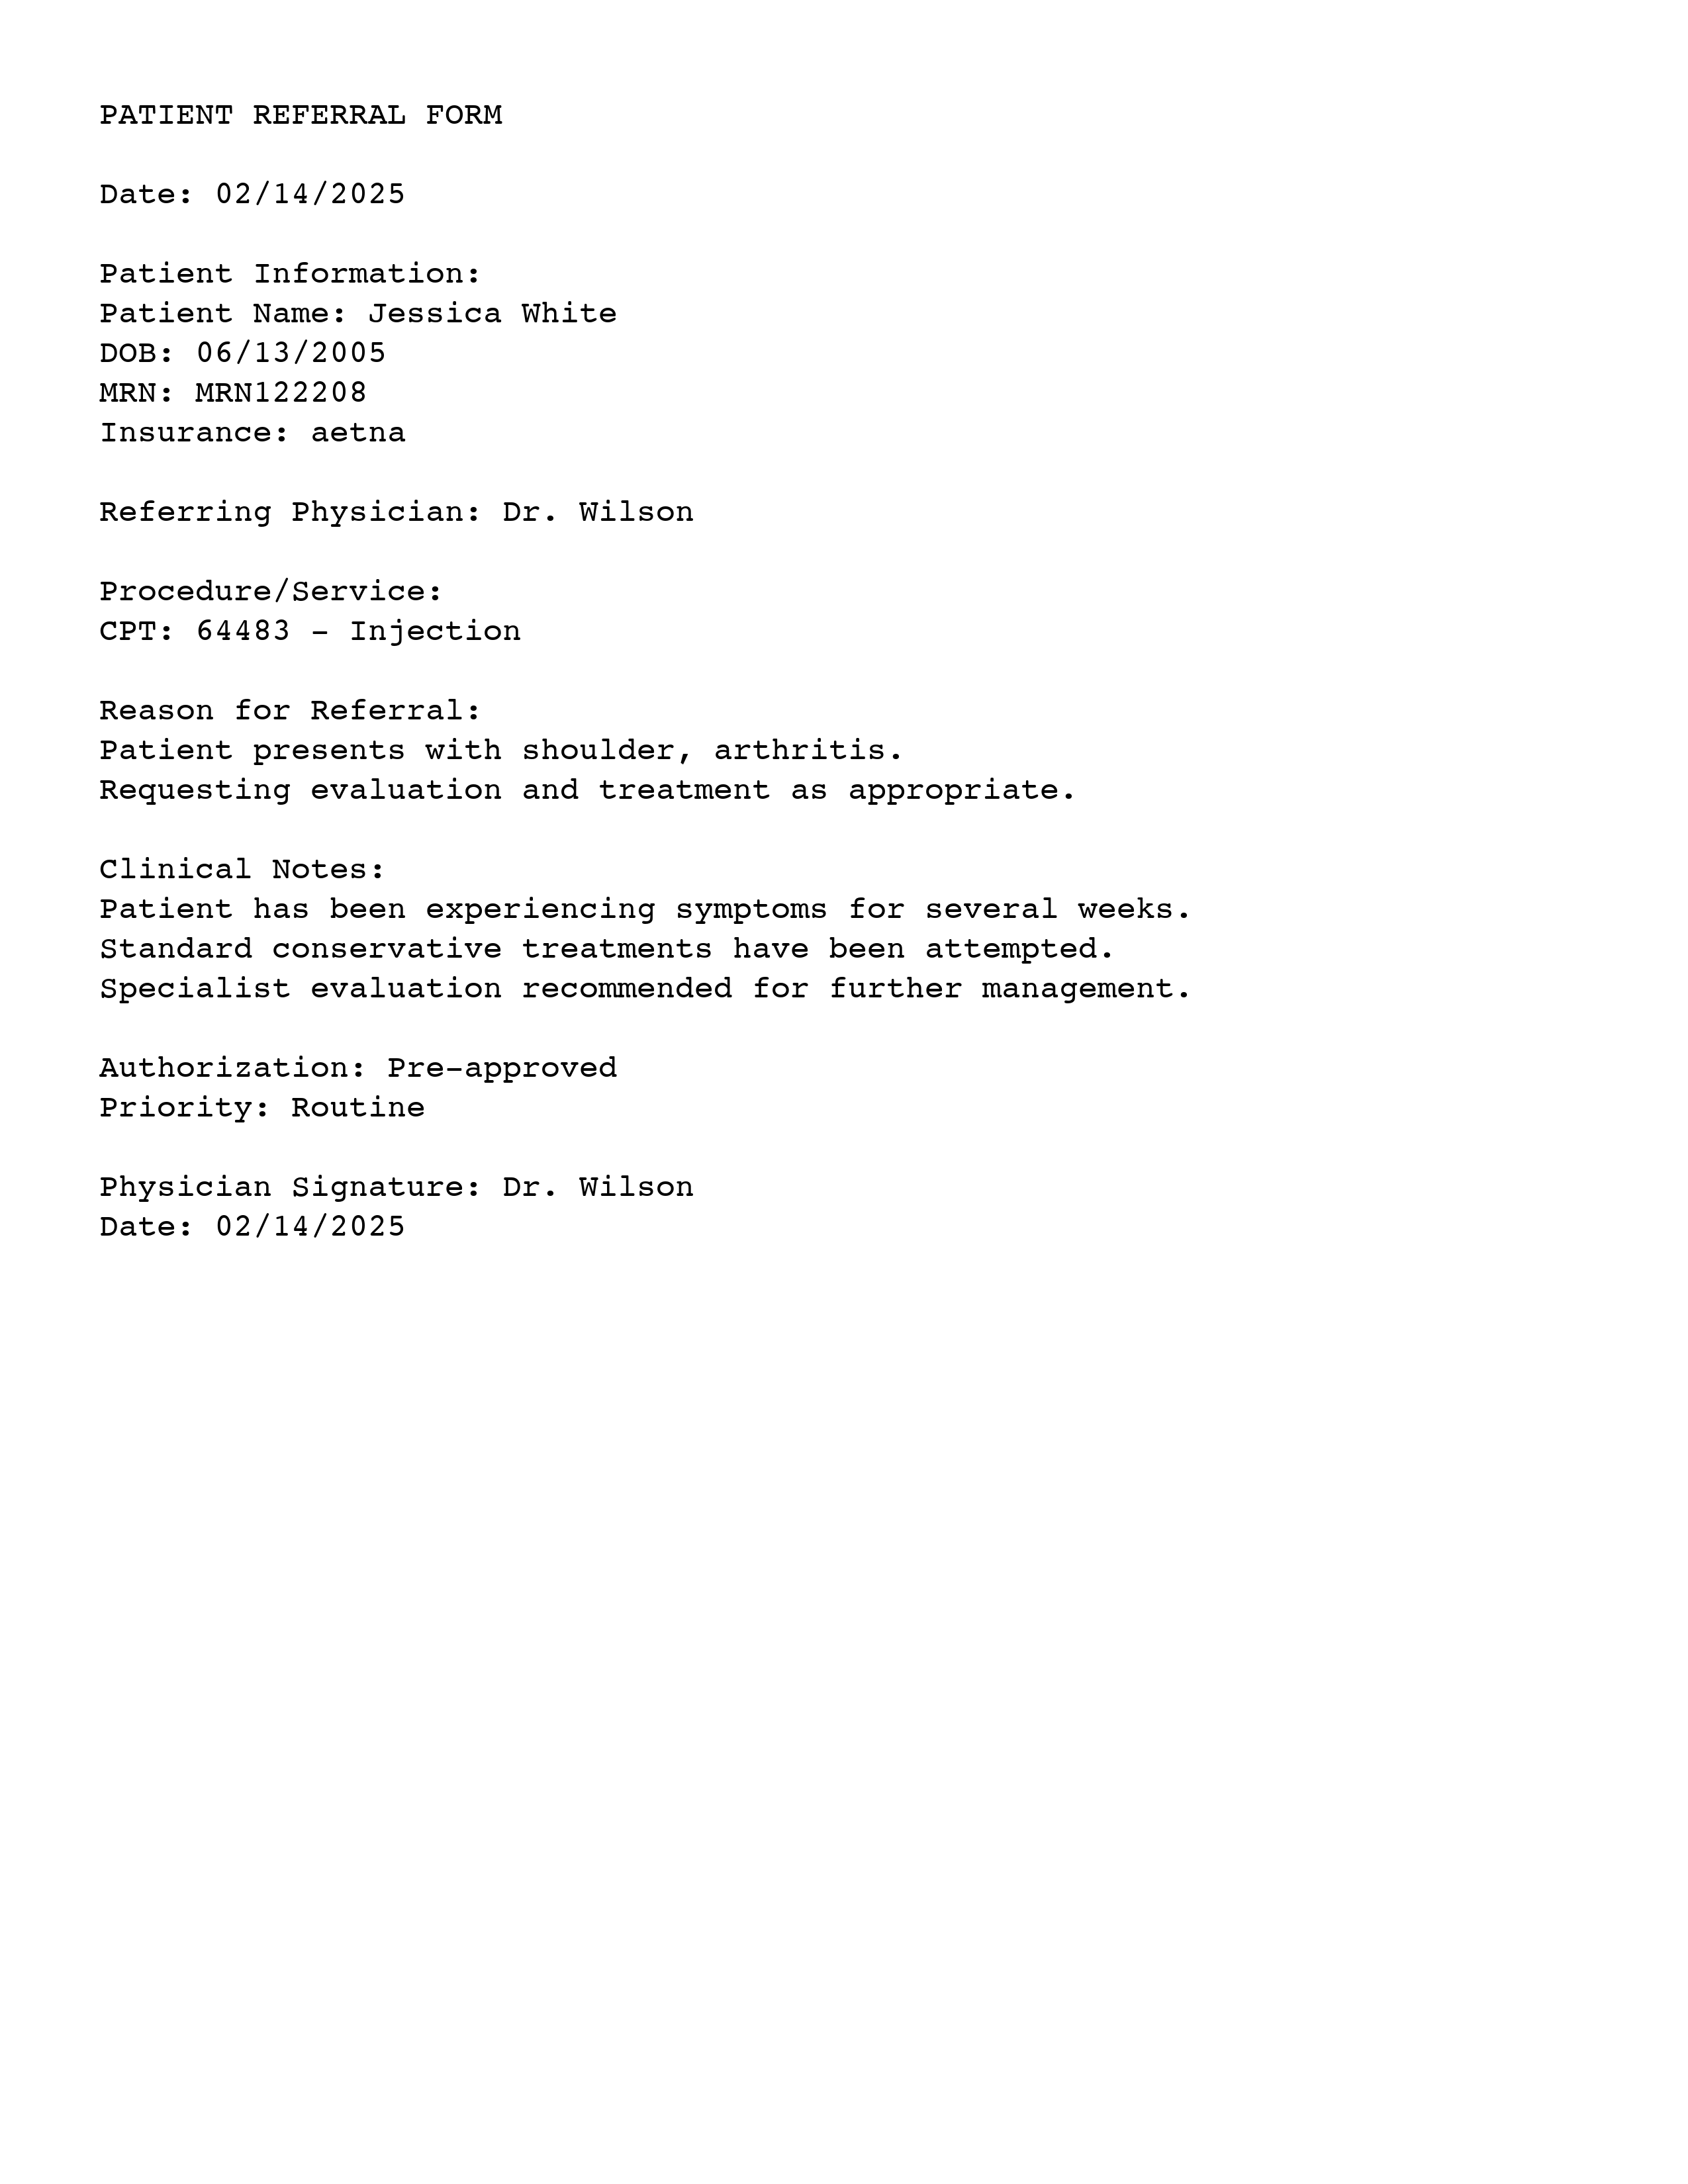 PATIENT REFERRAL FORM
Date: 02/14/2025
Patient Information:
Patient Name: Jessica White
DOB: 06/13/2005
MRN: MRN122208
Insurance: aetna
Referring Physician: Dr. Wilson
Procedure/Service:
CPT: 64483 - Injection
Reason for Referral:
Patient presents with shoulder, arthritis.
Requesting evaluation and treatment as appropriate.
Clinical Notes:
Patient has been experiencing symptoms for several weeks.
Standard conservative treatments have been attempted.
Specialist evaluation recommended for further management.
Authorization: Pre-approved
Priority: Routine
Physician Signature: Dr. Wilson
Date: 02/14/2025